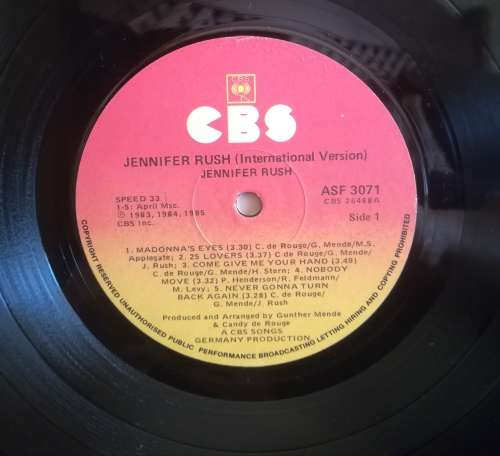 CBS
CBS
JENNIFER RUSH (International Version)
JENNIFER RUSH
SPEED 33
1-5: April Msc.
℗ 1983, 1984, 1985
CBS Inc.
ASF 3071
CBS 26488A
Side 1
1. MADONNA'S EYES (3.30) C. de Rouge/G. Mende/M.S.
Applegate; 2. 25 LOVERS (3.37) C. de Rouge/G. Mende/
J. Rush; 3. COME GIVE ME YOUR HAND (3.49)
C. de Rouge/G. Mende/H. Stern; 4. NOBODY
MOVE (3.32) P. Henderson/R. Feldmann/
M. Levy; 5. NEVER GONNA TURN
BACK AGAIN (3.28) C. de Rouge/
G. Mende/J. Rush
Produced and Arranged by Gunther Mende
& Candy de Rouge
A CBS SONGS
GERMANY PRODUCTION
COPYRIGHT RESERVED UNAUTHORISED PUBLIC PERFORMANCE BROADCASTING LETTING HIRING AND COPYING PROHIBITED